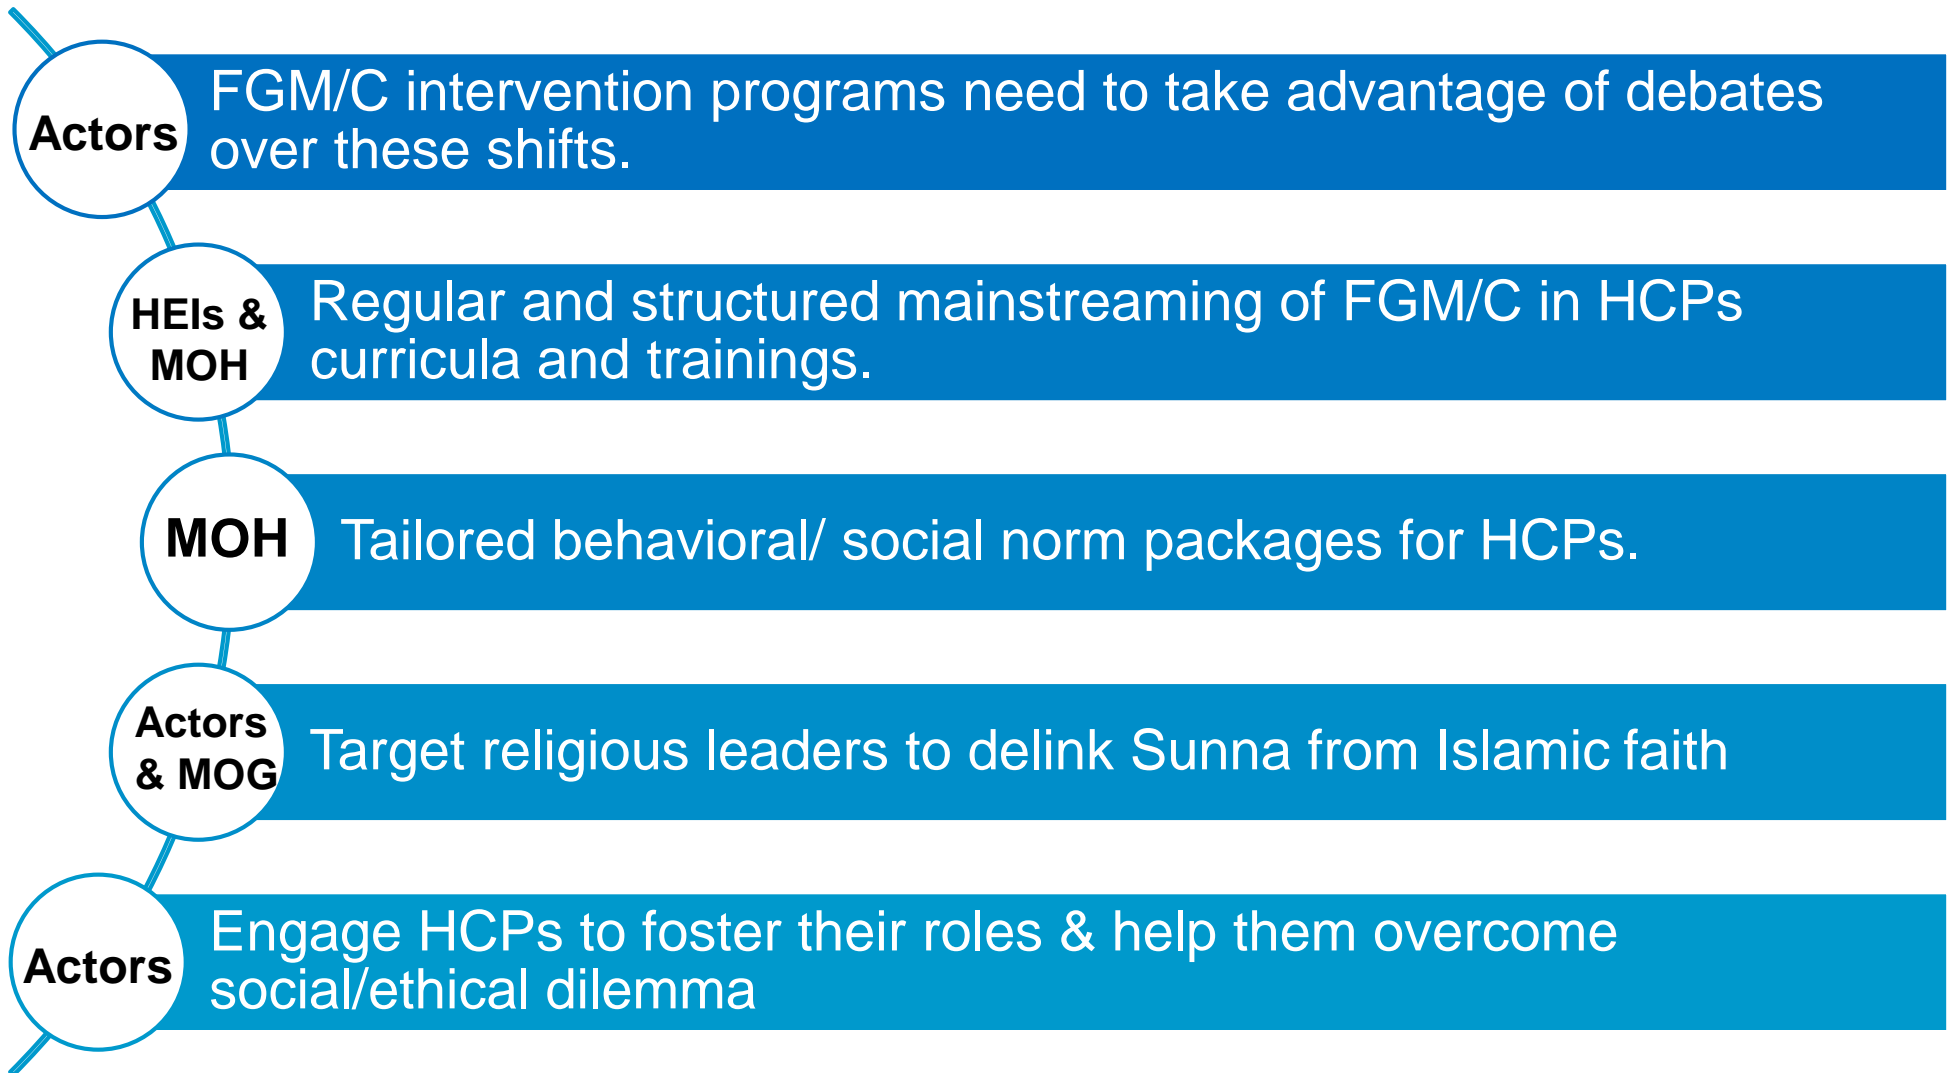 Actors
FGM/C intervention programs need to take advantage of debates
over these shifts.
HEIs &
MOH
Regular and structured mainstreaming of FGM/C in HCPs
curricula and trainings.
MOH
Tailored behavioral/ social norm packages for HCPs.
Actors
& MOG
Target religious leaders to delink Sunna from Islamic faith
Actors
Engage HCPs to foster their roles & help them overcome
social/ethical dilemma